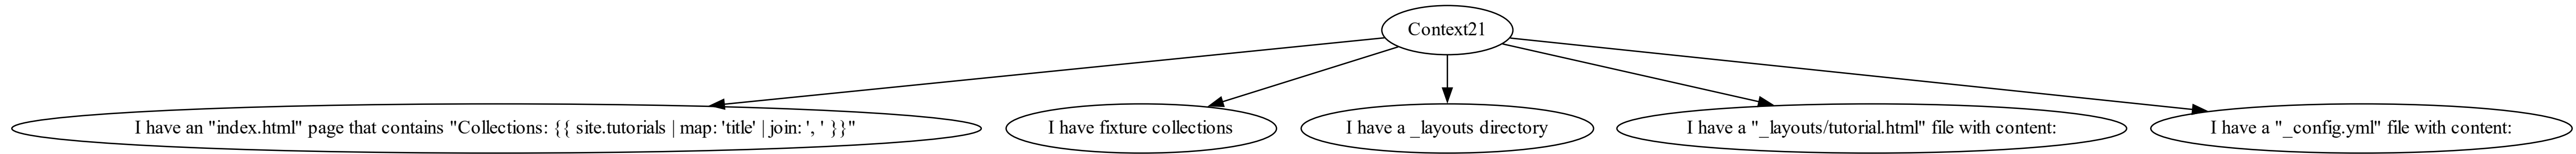 Context21
I have an "index.html" page that contains "Collections: {{ site.tutorials | map: 'title' | join: ', ' }}"
I have fixture collections
I have a _layouts directory
I have a "_layouts/tutorial.html" file with content:
I have a "_config.yml" file with content: